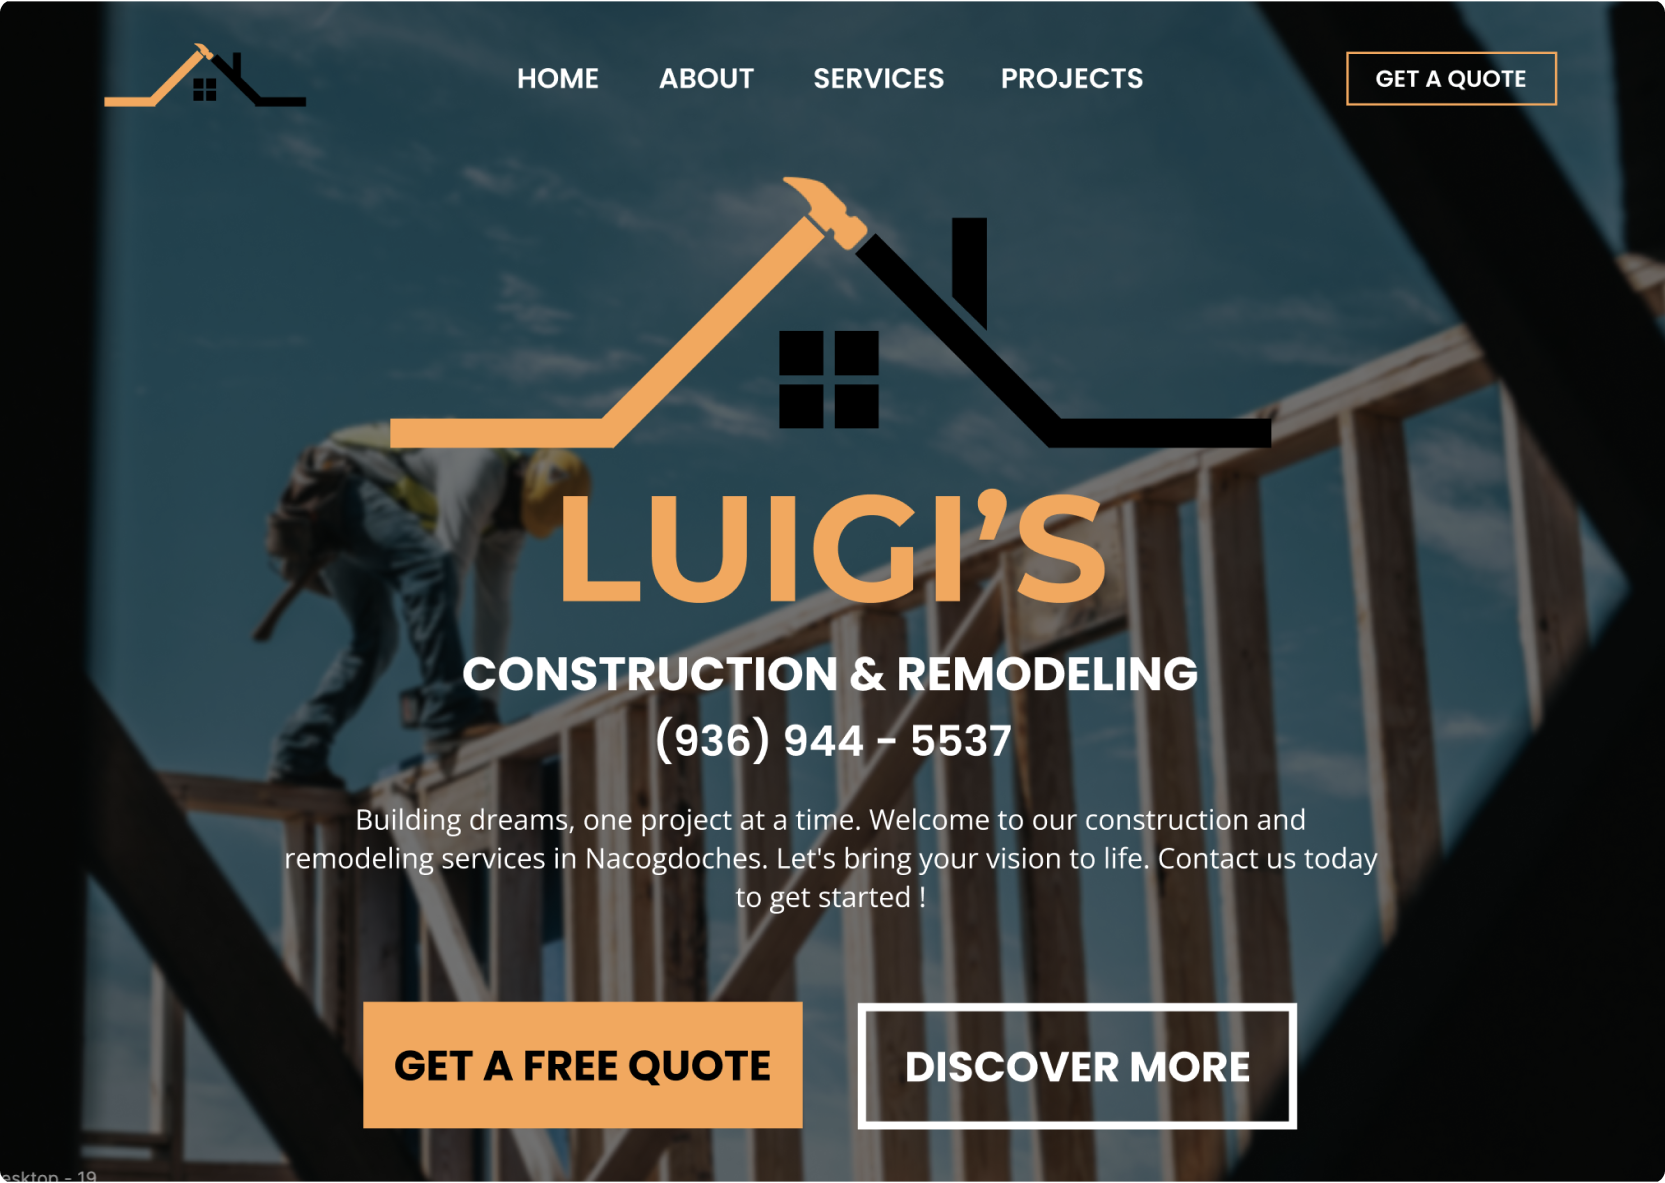 HOME ABOUT SERVICES PROJECTS GET A QUOTE
LUIGI’S
CONSTRUCTION & REMODELING
(936) 944 - 5537
Building dreams, one project at a time. Welcome to our construction and
remodeling services in Nacogdoches. Let's bring your vision to life. Contact us today
to get started !
GET A FREE QUOTE DISCOVER MORE
esktop - 19